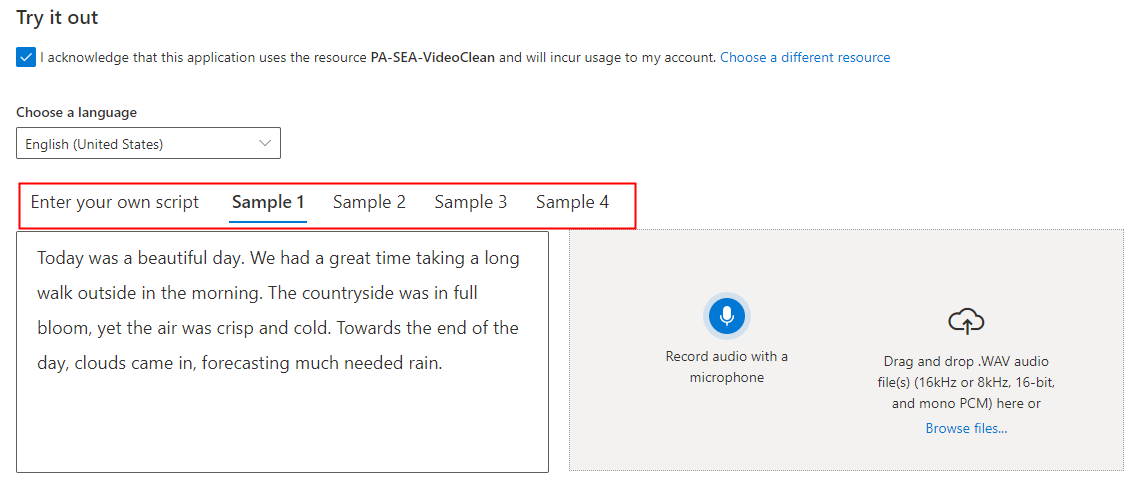 Try it out
I acknowledge that this application uses the resource PA-SEA-VideoClean and will incur usage to my account. Choose a different resource
Choose a language
English (United States)
Enter your own script Sample 1 Sample 2 Sample 3 Sample 4
Today was a beautiful day. We had a great time taking a long
walk outside in the morning. The countryside was in full
bloom, yet the air was crisp and cold. Towards the end of the
day, clouds came in, forecasting much needed rain.
Record audio with a
microphone
Drag and drop .WAV audio
file(s) (16kHz or 8kHz, 16-bit,
and mono PCM) here or
Browse files...